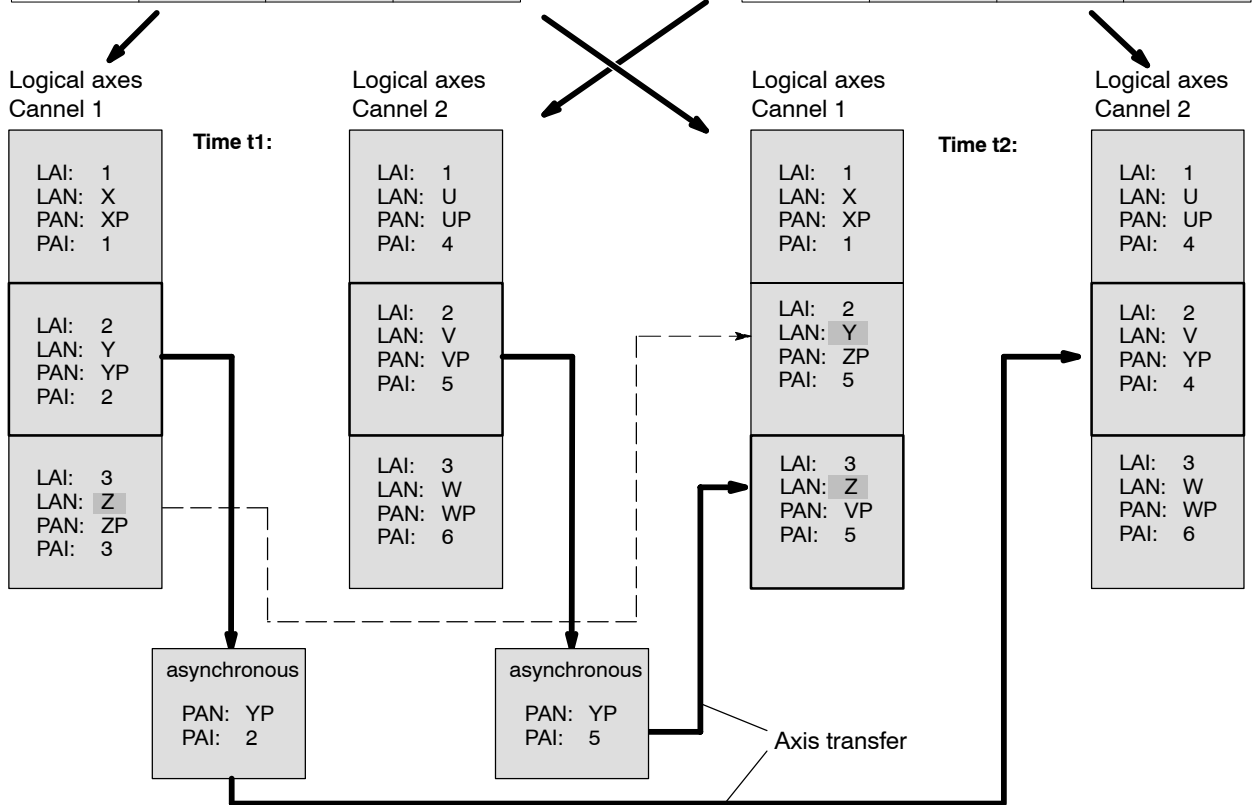 Logical axes
Cannel 1
Time t1:
LAI: 1
LAN: X
PAN: XP
PAI: 1
LAI: 2
LAN: Y
PAN: YP
PAI: 2
LAI: 3
LAN: Z
PAN: ZP
PAI: 3
Logical axes
Cannel 2
LAI: 1
LAN: U
PAN: UP
PAI: 4
LAI: 2
LAN: V
PAN: VP
PAI: 5
LAI: 3
LAN: W
PAN: WP
PAI: 6
Logical axes
Cannel 1
Time t2:
LAI: 1
LAN: X
PAN: XP
PAI: 1
LAI: 2
LAN: Y
PAN: ZP
PAI: 5
LAI: 3
LAN: Z
PAN: VP
PAI: 5
Logical axes
Cannel 2
LAI: 1
LAN: U
PAN: UP
PAI: 4
LAI: 2
LAN: V
PAN: YP
PAI: 4
LAI: 3
LAN: W
PAN: WP
PAI: 6
asynchronous
PAN: YP
PAI: 2
asynchronous
PAN: YP
PAI: 5
Axis transfer